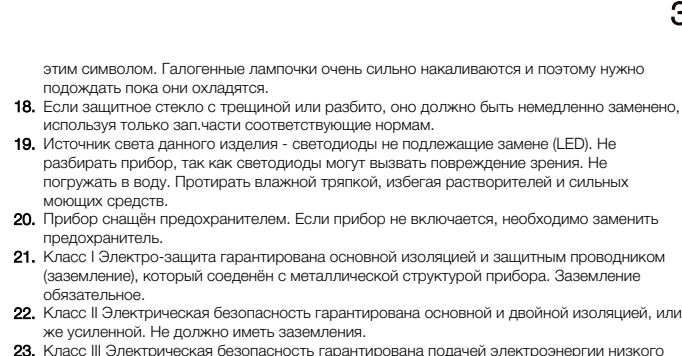 этим символом. Галогенные лампочки очень сильно накаливаются и поэтому нужно
подождать пока они охладятся.
18. Если защитное стекло с трещиной или разбито, оно должно быть немедленно заменено,
используя только зап.части соответствующие нормам.
19. Источник света данного изделия - светодиоды не подлежащие замене (LED). Не
разбирать прибор, так как светодиоды могут вызвать повреждение зрения. Не
погружать в воду. Протирать влажной тряпкой, избегая растворителей и сильных
моющих средств.
20. Прибор снащён предохранителем. Если прибор не включается, необходимо заменить
предохранитель.
21. Класс I Электро-защита гарантирована основной изоляцией и защитным проводником
(заземление), который соеденён с металлической структурой прибора. Заземление
обязательное.
22. Класс II Электрическая безопасность гарантирована основной и двойной изоляцией, или
же усиленной. Не должно иметь заземления.
23. Класс III Электрическая безопасность гарантирована подачей электроэнергии низкого